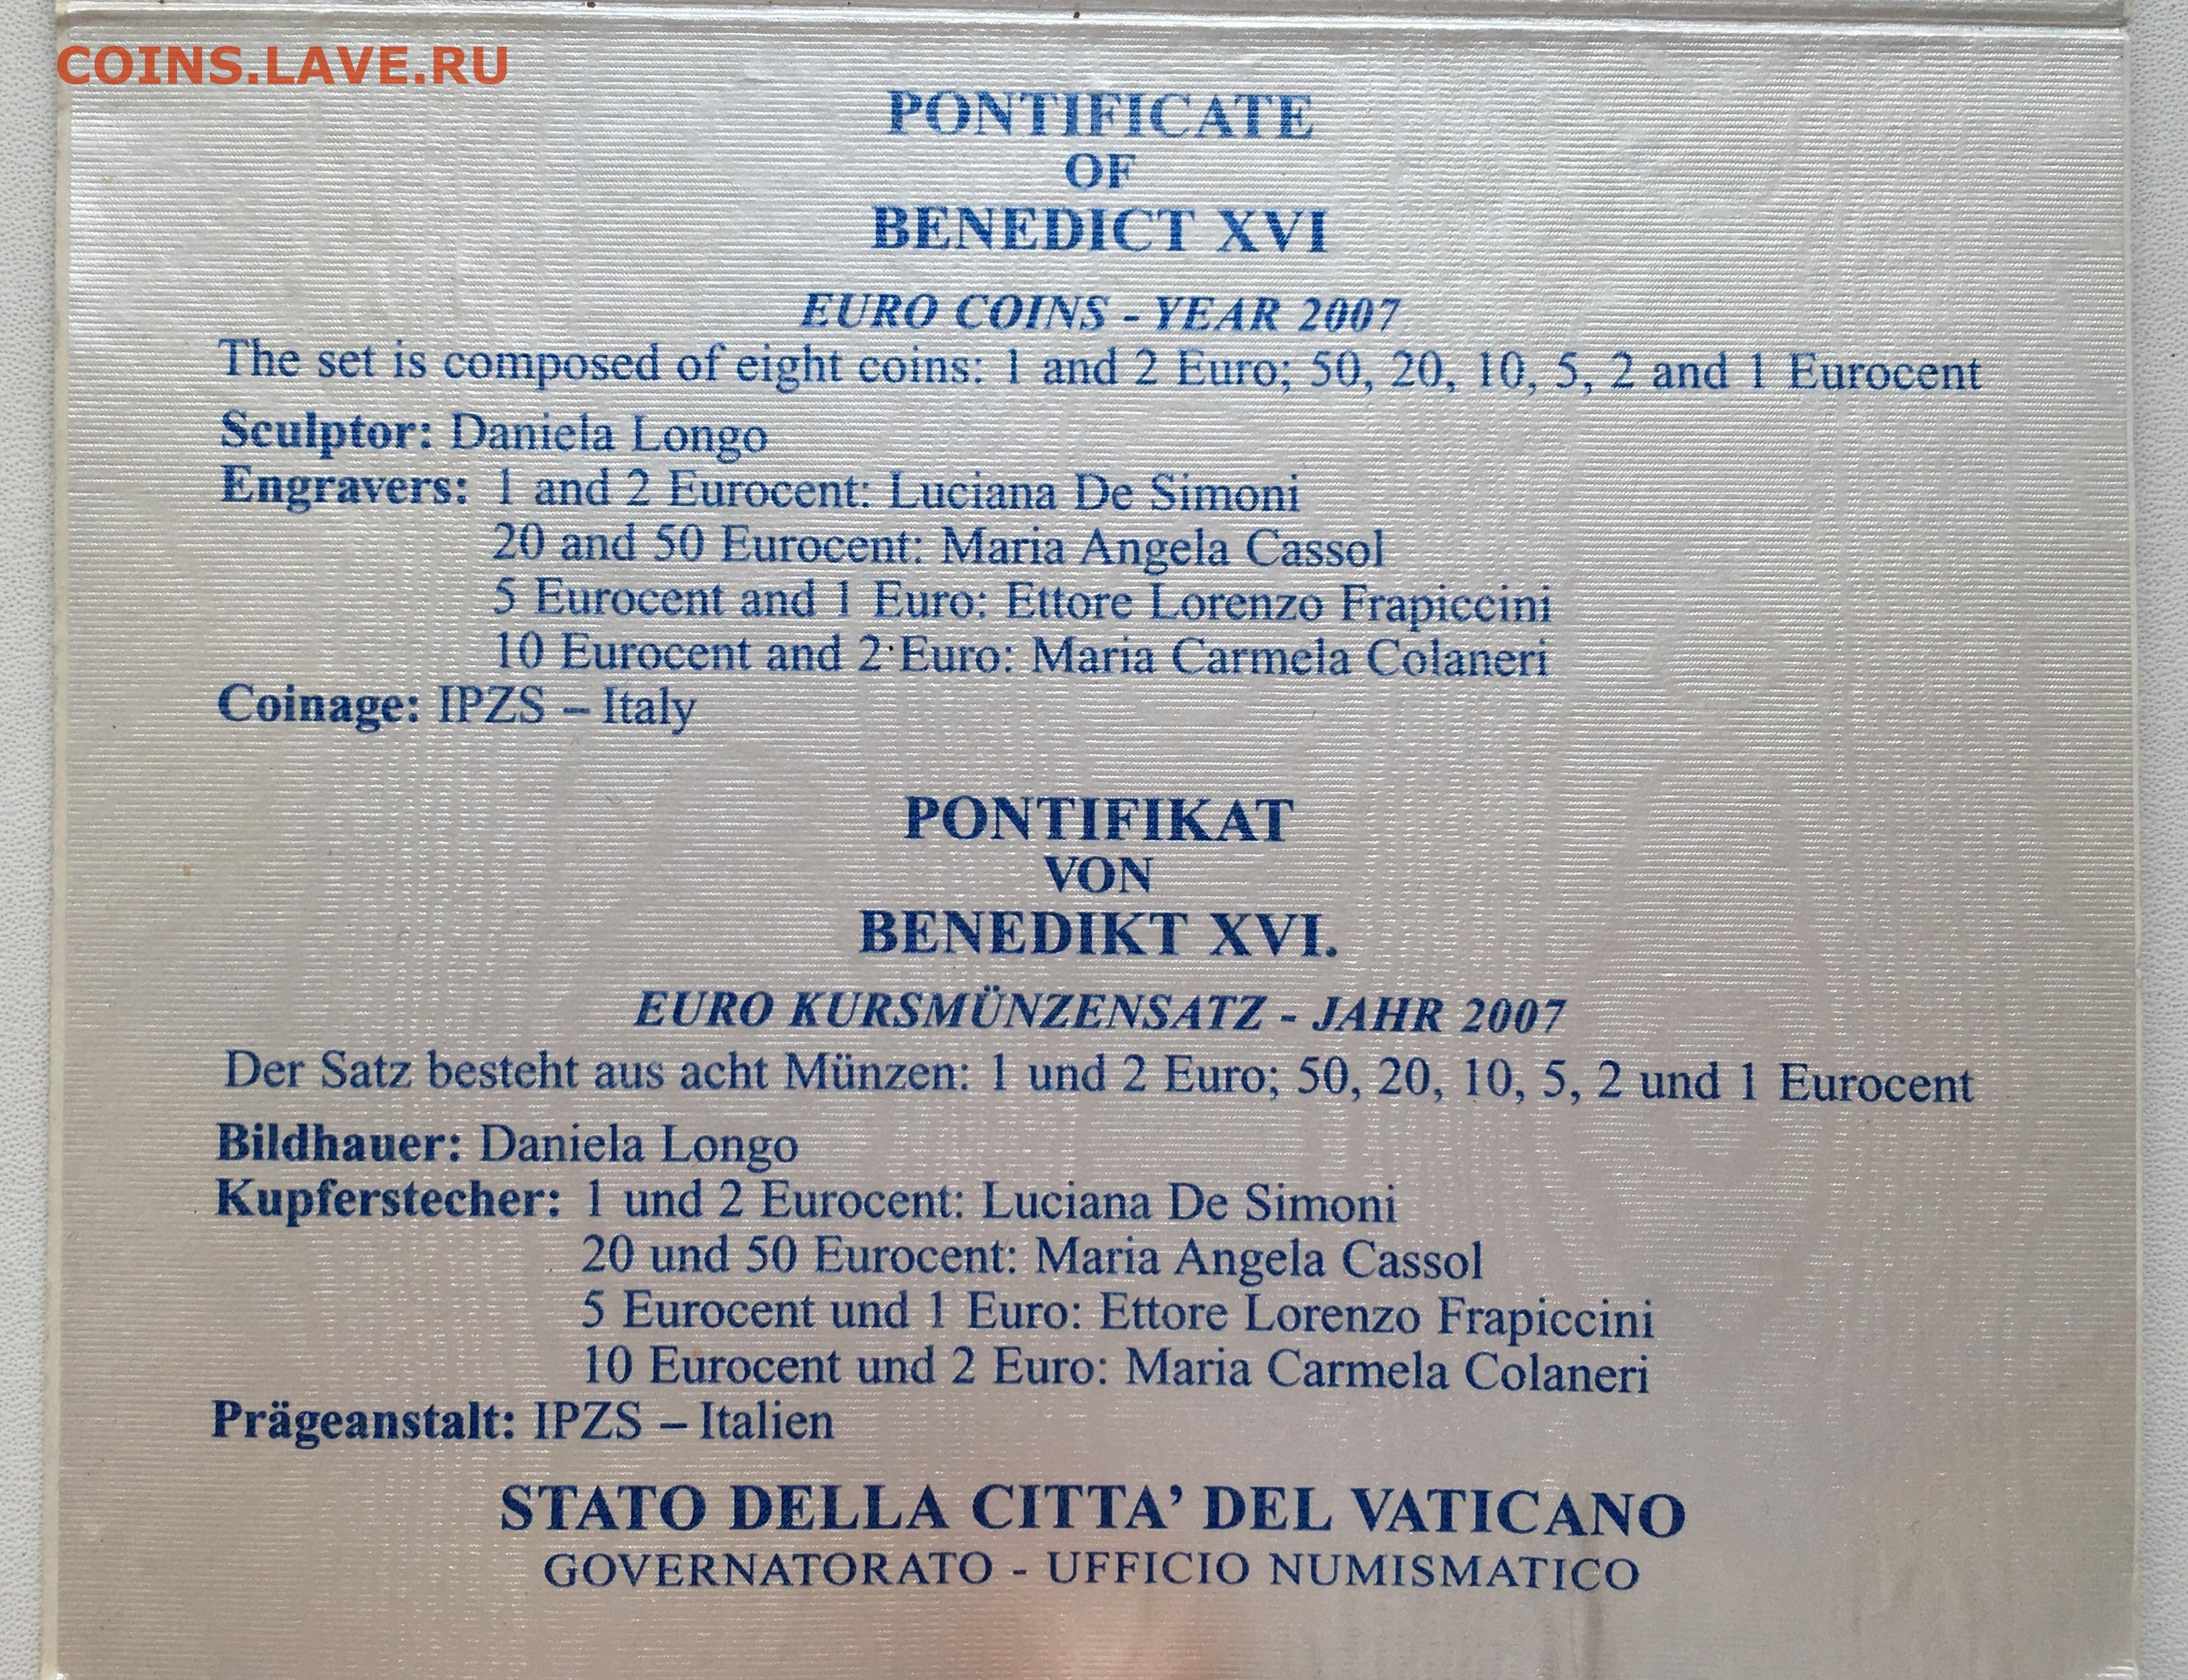 COINS.LAVE.RU
PONTIFICATE
OF
BENEDICT XVI
EURO COINS - YEAR 2007
The set is composed of eight coins: 1 and 2 Euro; 50, 20, 10, 5, 2 and 1 Eurocent
Sculptor: Daniela Longo
Engravers: 1 and 2 Eurocent: Luciana De Simoni
20 and 50 Eurocent: Maria Angela Cassol
5 Eurocent and 1 Euro: Ettore Lorenzo Frapiccini
10 Eurocent and 2 Euro: Maria Carmela Colaneri
Coinage: IPZS – Italy
PONTIFIKAT
VON
BENEDIKT XVI.
EURO KURSMÜNZENSATZ - JAHR 2007
Der Satz besteht aus acht Münzen: 1 und 2 Euro; 50, 20, 10, 5, 2 und 1 Eurocent
Bildhauer: Daniela Longo
Kupferstecher: 1 und 2 Eurocent: Luciana De Simoni
20 und 50 Eurocent: Maria Angela Cassol
5 Eurocent und 1 Euro: Ettore Lorenzo Frapiccini
10 Eurocent und 2 Euro: Maria Carmela Colaneri
Prägeanstalt: IPZS – Italien
STATO DELLA CITTA’ DEL VATICANO
GOVERNATORATO - UFFICIO NUMISMATICO